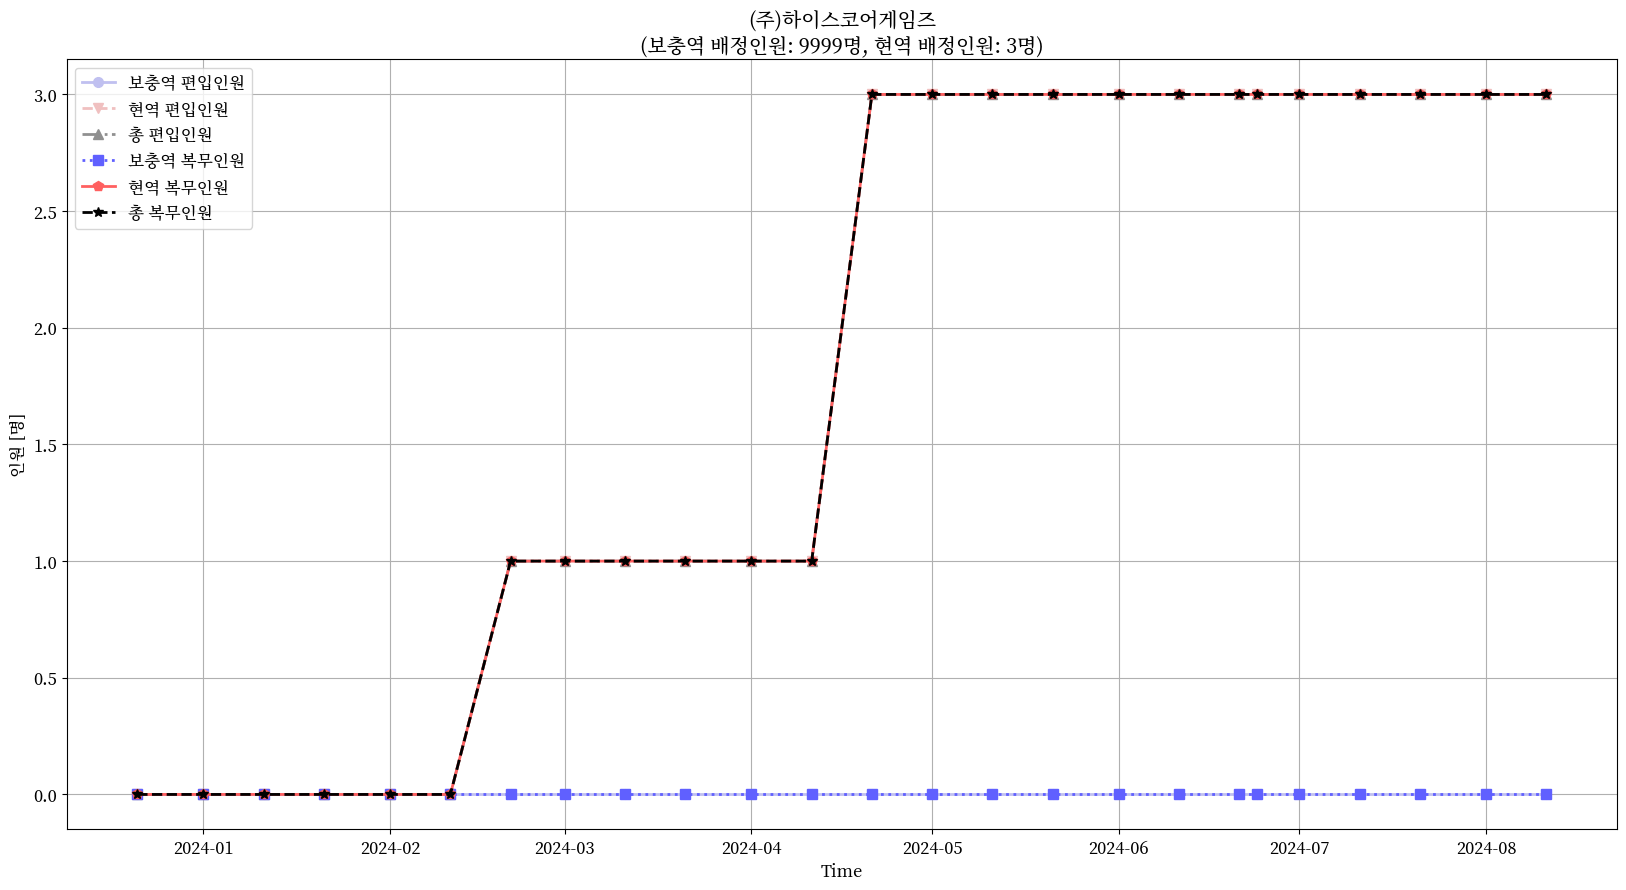 (주)하이스코어게임즈
(보충역 배정인원: 9999명, 현역 배정인원: 3명)
보충역 편입인원
현역 편입인원
총 편입인원
보충역 복무인원
현역 복무인원
총 복무인원
3.0
2.5
2.0
1.5
1.0
0.5
0.0
인원 [명]
2024-01 2024-02 2024-03 2024-04 2024-05 2024-06 2024-07 2024-08
Time